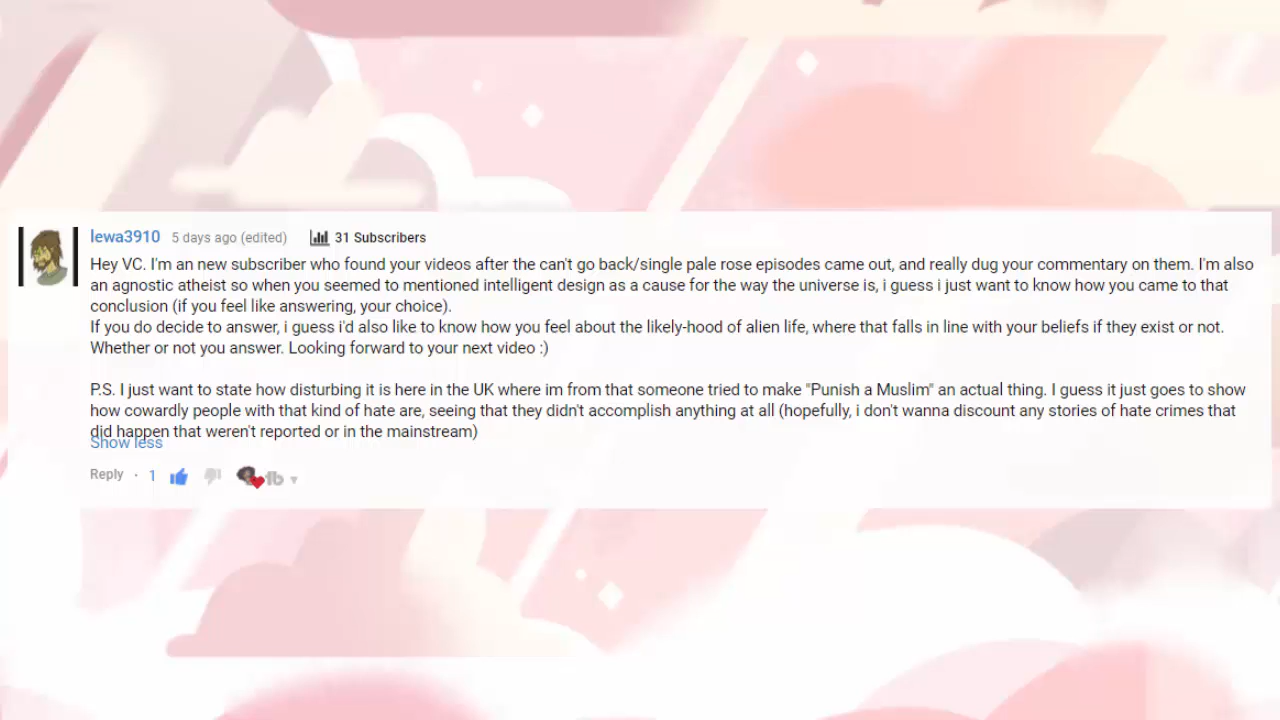 lewa3910 5 days ago (edited) 31 Subscribers
Hey VC. I'm an new subscriber who found your videos after the can't go back/single pale rose episodes came out, and really dug your commentary on them. I'm also
an agnostic atheist so when you seemed to mentioned intelligent design as a cause for the way the universe is, i guess i just want to know how you came to that
conclusion (if you feel like answering, your choice).
If you do decide to answer, i guess i'd also like to know how you feel about the likely-hood of alien life, where that falls in line with your beliefs if they exist or not.
Whether or not you answer. Looking forward to your next video :)
P.S. I just want to state how disturbing it is here in the UK where im from that someone tried to make "Punish a Muslim" an actual thing. I guess it just goes to show
how cowardly people with that kind of hate are, seeing that they didn't accomplish anything at all (hopefully, i don't wanna discount any stories of hate crimes that
did happen that weren't reported or in the mainstream)
Show less
Reply · 1